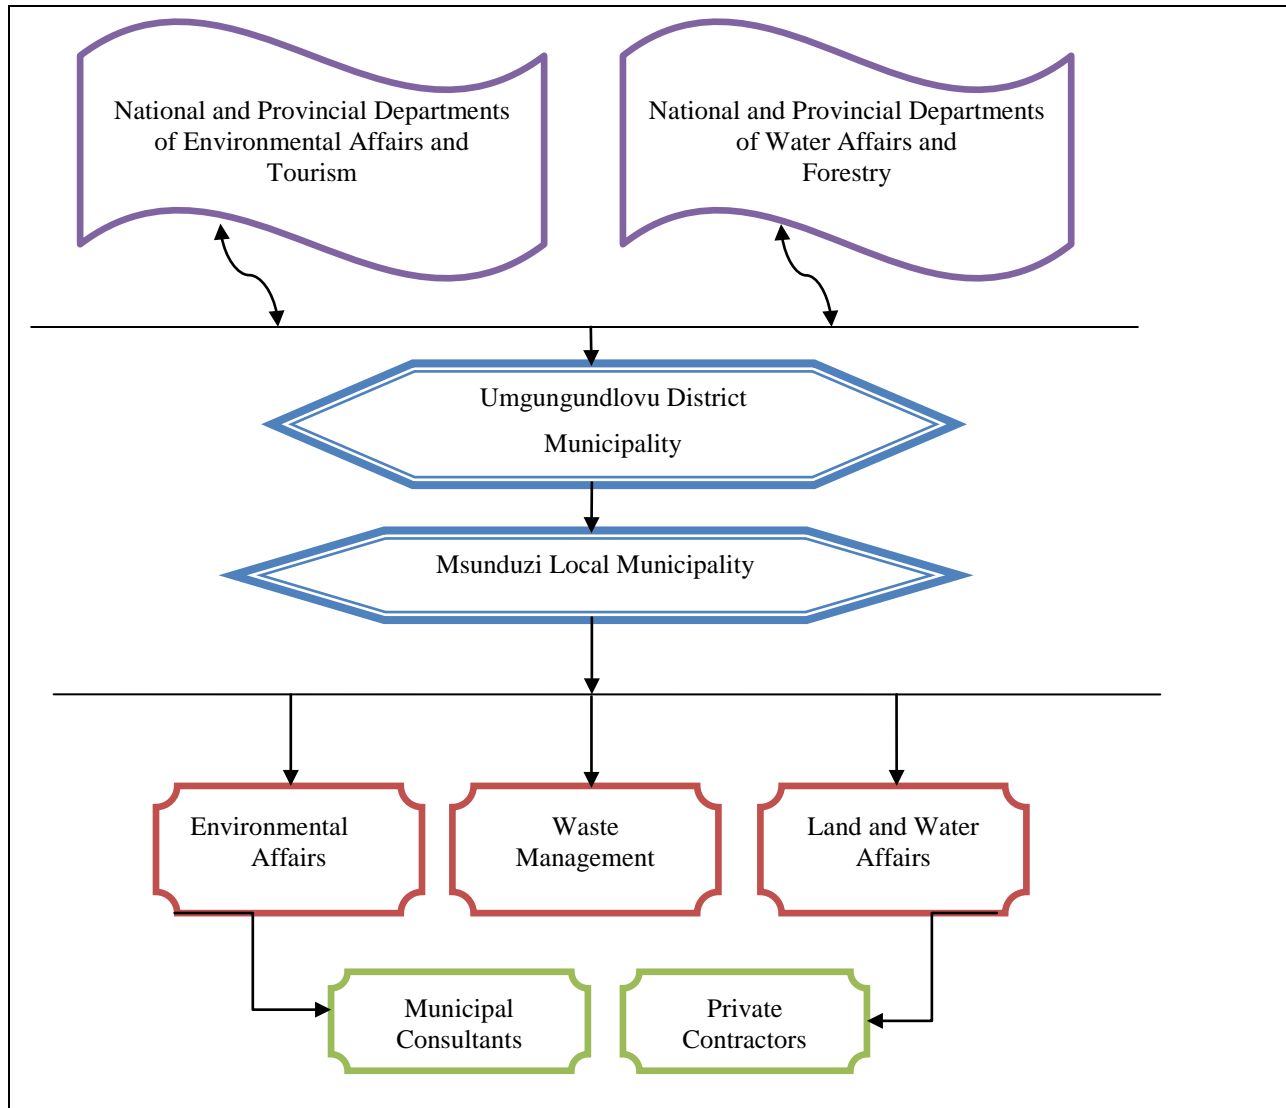 National and Provincial Departments
of Environmental Affairs and
Tourism
National and Provincial Departments
of Water Affairs and
Forestry
Umgungundlovu District
Municipality
Msunduzi Local Municipality
Environmental
Affairs
Waste
Management
Land and Water
Affairs
Municipal
Consultants
Private
Contractors